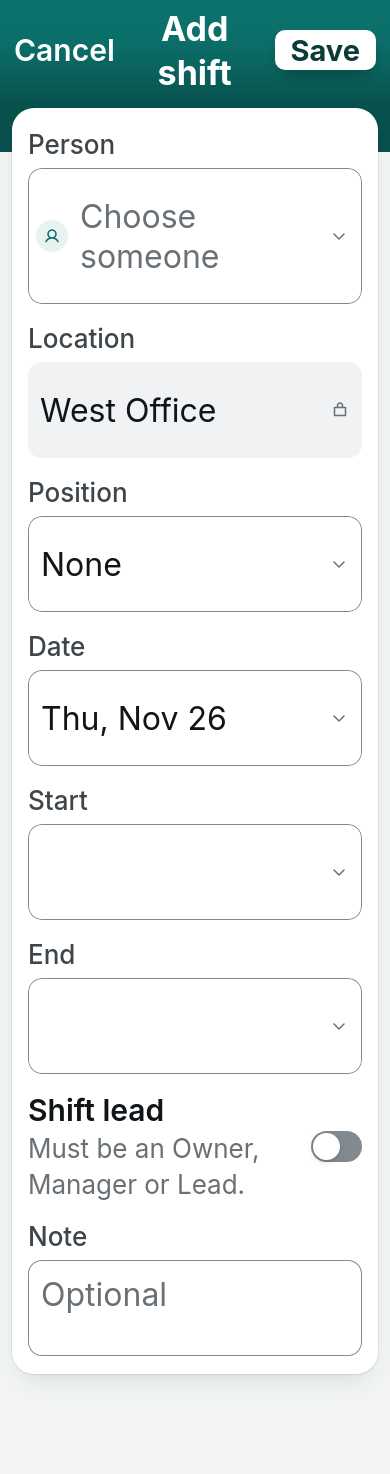 Cancel
Add
shift
Save
Person
Choose
someone
Location
West Office
Position
None
Date
Thu, Nov 26
Start
End
Shift lead
Must be an Owner,
Manager or Lead.
Note
Optional